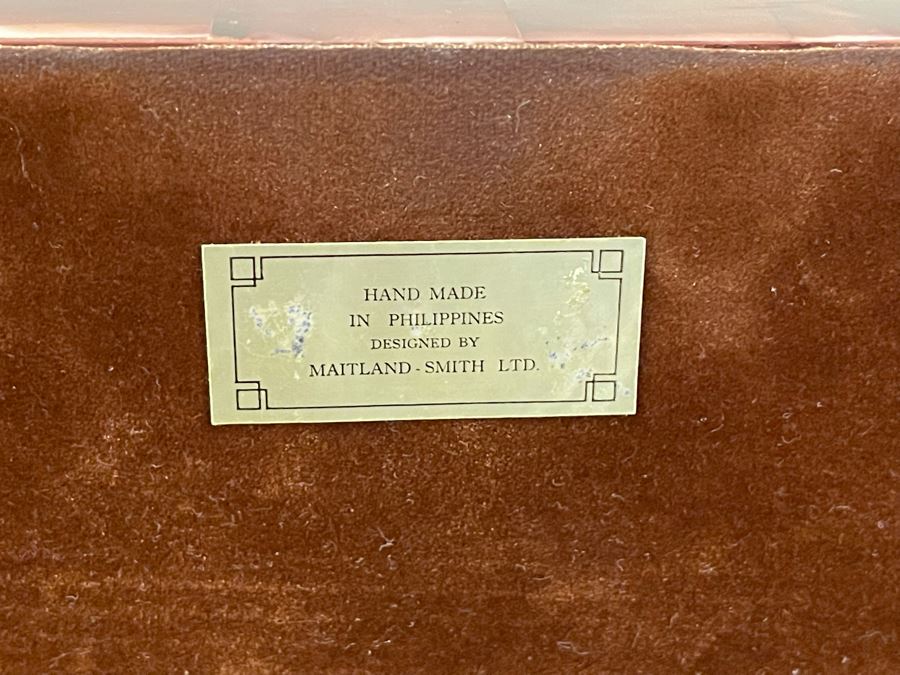 HAND MADE
IN PHILIPPINES
DESIGNED BY
MAITLAND-SMITH LTD.